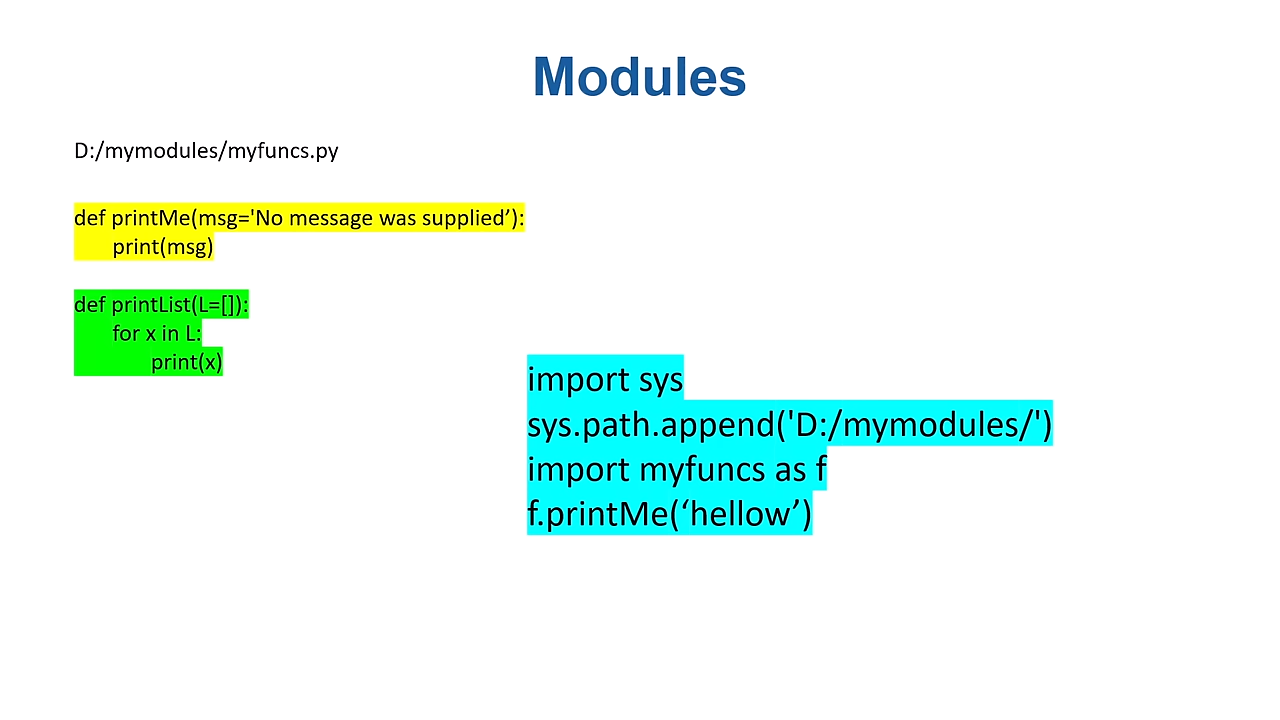 Modules
D:/mymodules/myfuncs.py
def printMe(msg='No message was supplied’):
print(msg)
def printList(L=[]):
for x in L:
print(x)
import sys
sys.path.append('D:/mymodules/')
import myfuncs as f
f.printMe(‘hellow’)